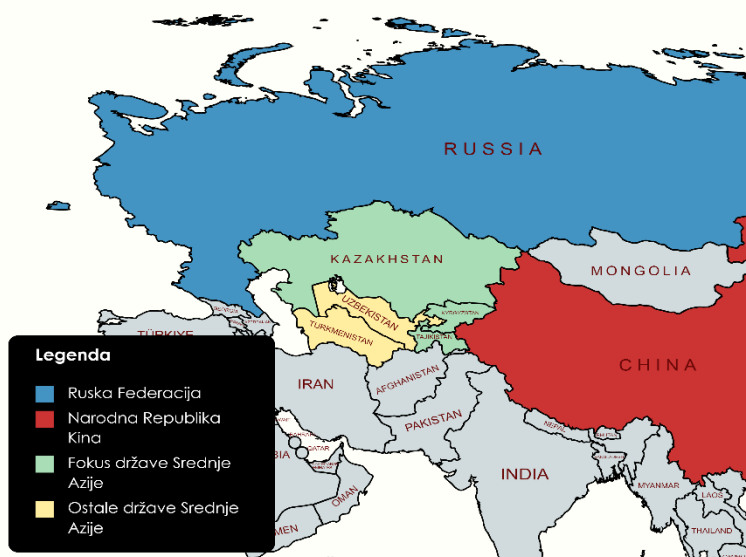 RUSSIA
KAZAKHSTAN
MONGOLIA
UZBEKISTAN
KYRGYZSTAN
TURKMENISTAN
TAJIKISTAN
TÜRKIYE
CHINA
IRAN
AFGHANISTAN
PAKISTAN
NEPAL
QATAR
INDIA
OMAN
MYANMAR
LAOS
THAILAND
Legenda
Ruska Federacija
Narodna Republika
Kina
Fokus države Srednje
Azije
Ostale države Srednje
Azije